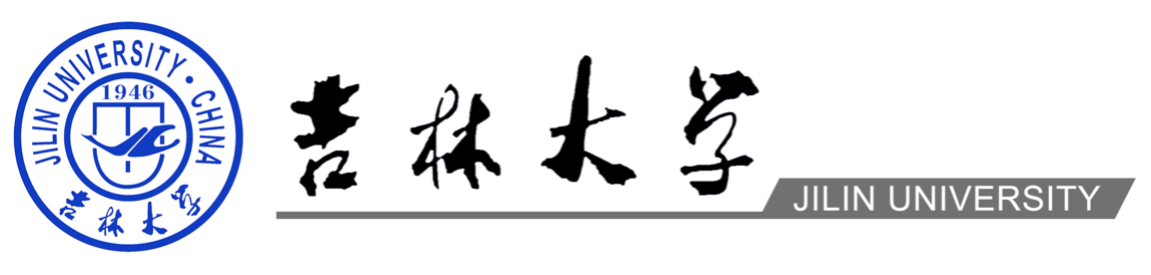 JILIN UNIVERSITY · CHINA
1946
吉林大学
吉林大学
JILIN UNIVERSITY